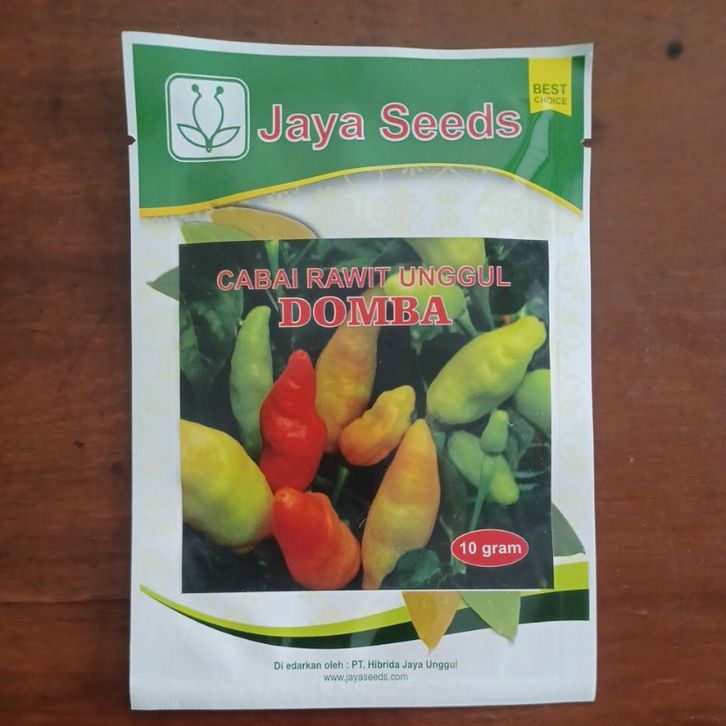 Jaya Seeds
BEST
CHOICE
CABAI RAWIT UNGGUL
DOMBA
10 gram
Di edarkan oleh : PT. Hibrida Jaya Unggul
www.jayaseeds.com